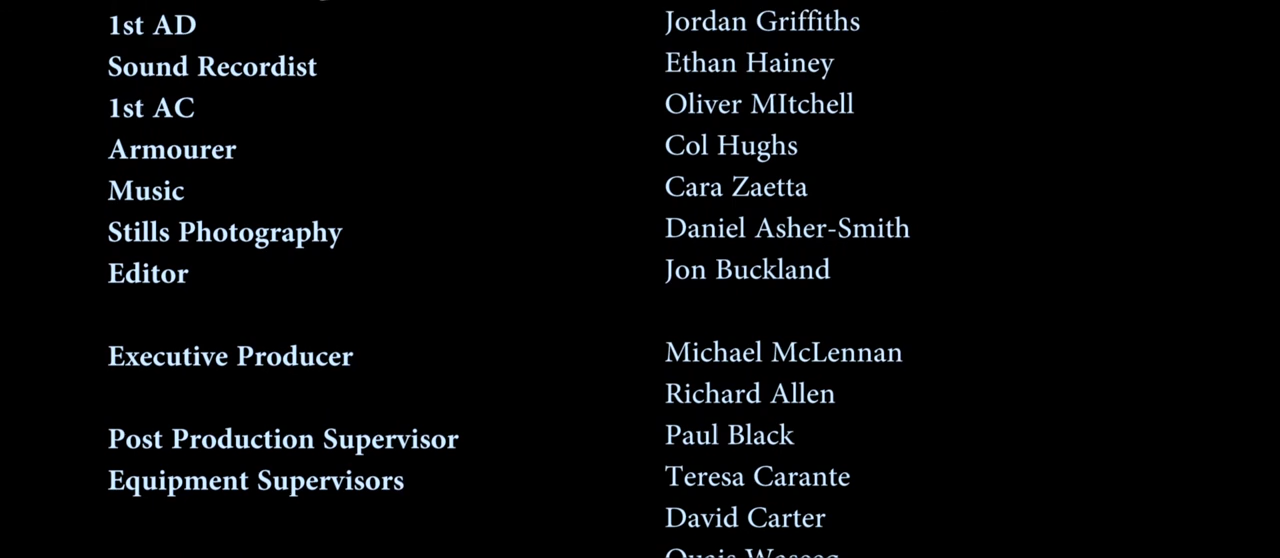 1st AD Jordan Griffiths
Sound Recordist Ethan Hainey
1st AC Oliver MItchell
Armourer Col Hughs
Music Cara Zaetta
Stills Photography Daniel Asher-Smith
Editor Jon Buckland
Executive Producer Michael McLennan
Richard Allen
Post Production Supervisor Paul Black
Equipment Supervisors Teresa Carante
David Carter